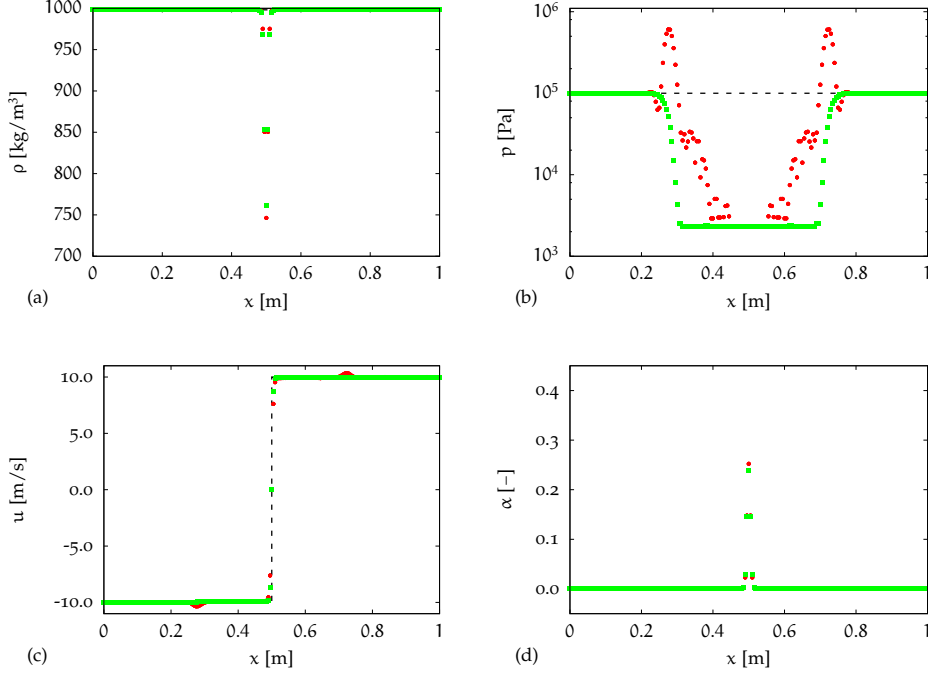 1000
950
900
850
800
750
700
ρ [kg/m³]
0 0.2 0.4 0.6 0.8 1
x [m]
(a)
10⁶
10⁵
10⁴
10³
p [Pa]
0 0.2 0.4 0.6 0.8 1
x [m]
(b)
10.0
5.0
0.0
-5.0
-10.0
u [m/s]
0 0.2 0.4 0.6 0.8 1
x [m]
(c)
0.4
0.3
0.2
0.1
0.0
α [−]
0 0.2 0.4 0.6 0.8 1
x [m]
(d)